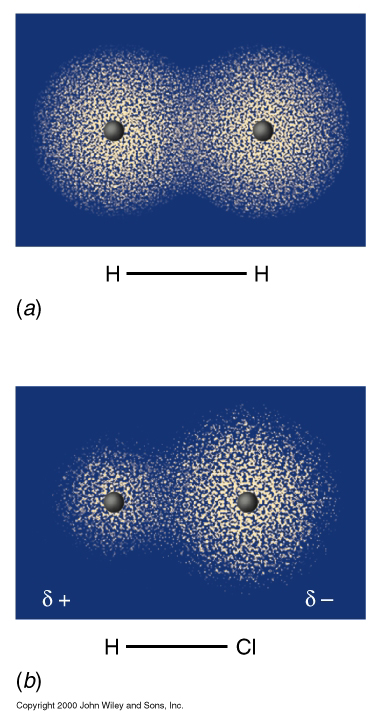 H H
(a)
δ+ δ−
H Cl
(b)
Copyright 2000 John Wiley and Sons, Inc.